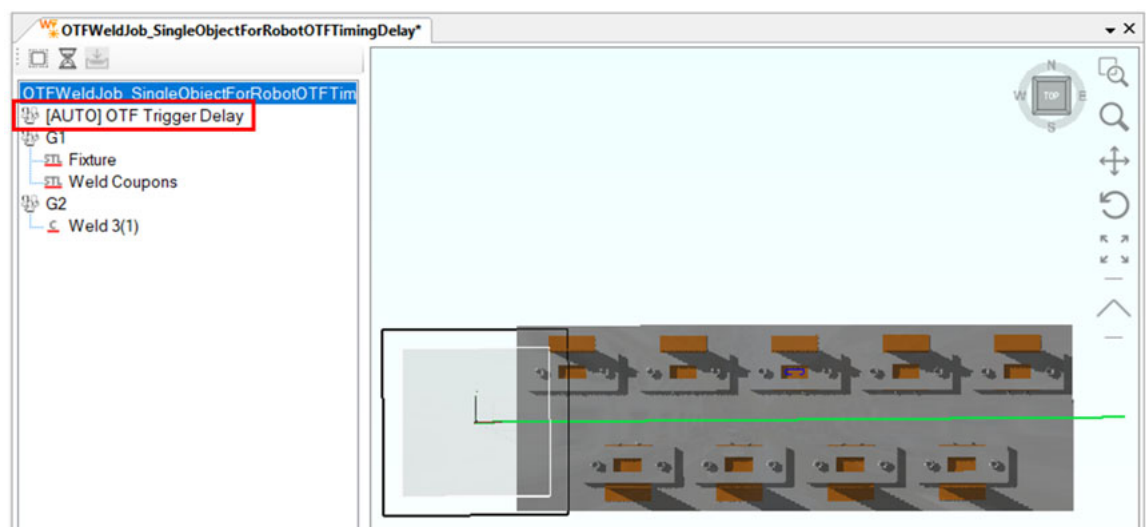 OTFWeldJob_SingleObjectForRobotOTFTimingDelay*
OTFWeldJob_SingleObjectForRobotOTFTim
[AUTO] OTF Trigger Delay
G1
STL Fixture
STL Weld Coupons
G2
C Weld 3(1)
N
W TOP E
S